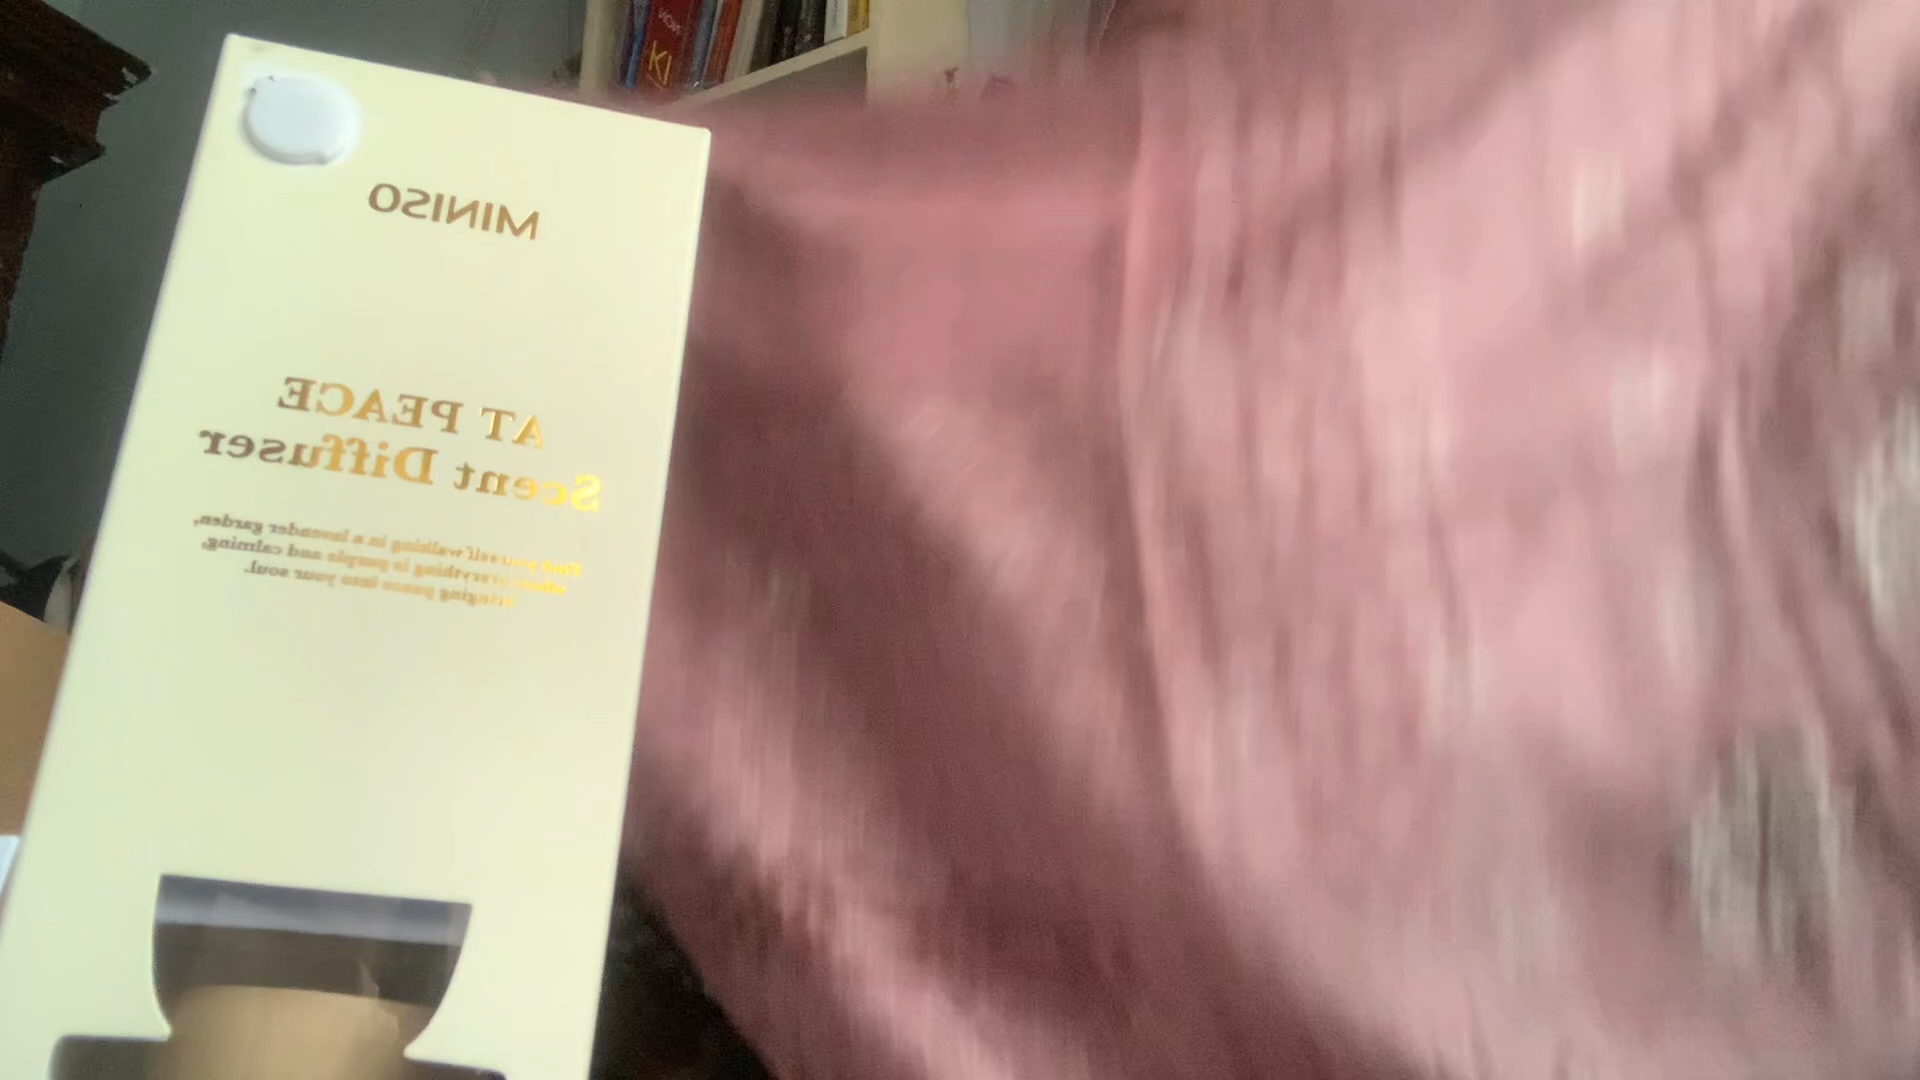 MINISO
AT PEACE
Scent Diffuser
Find yourself walking in a lavender garden,
where everything is purple and calming,
bringing peace into your soul.